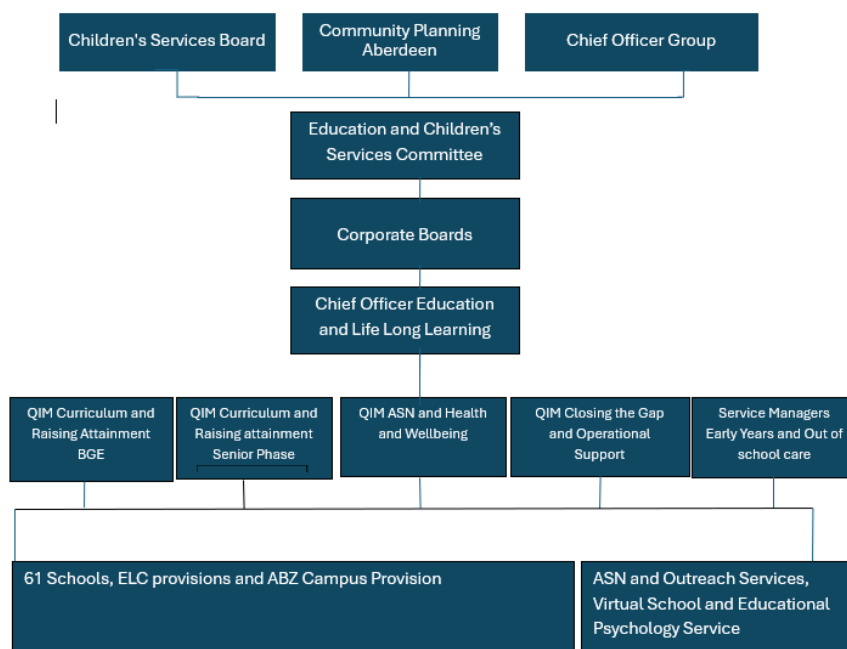 Children's Services Board
Community Planning
Aberdeen
Chief Officer Group
Education and Children's
Services Committee
Corporate Boards
Chief Officer Education
and Life Long Learning
QIM Curriculum and
Raising Attainment
BGE
QIM Curriculum and
Raising attainment
Senior Phase
QIM ASN and Health
and Wellbeing
QIM Closing the Gap
and Operational
Support
Service Managers
Early Years and Out of
school care
61 Schools, ELC provisions and ABZ Campus Provision
ASN and Outreach Services,
Virtual School and Educational
Psychology Service